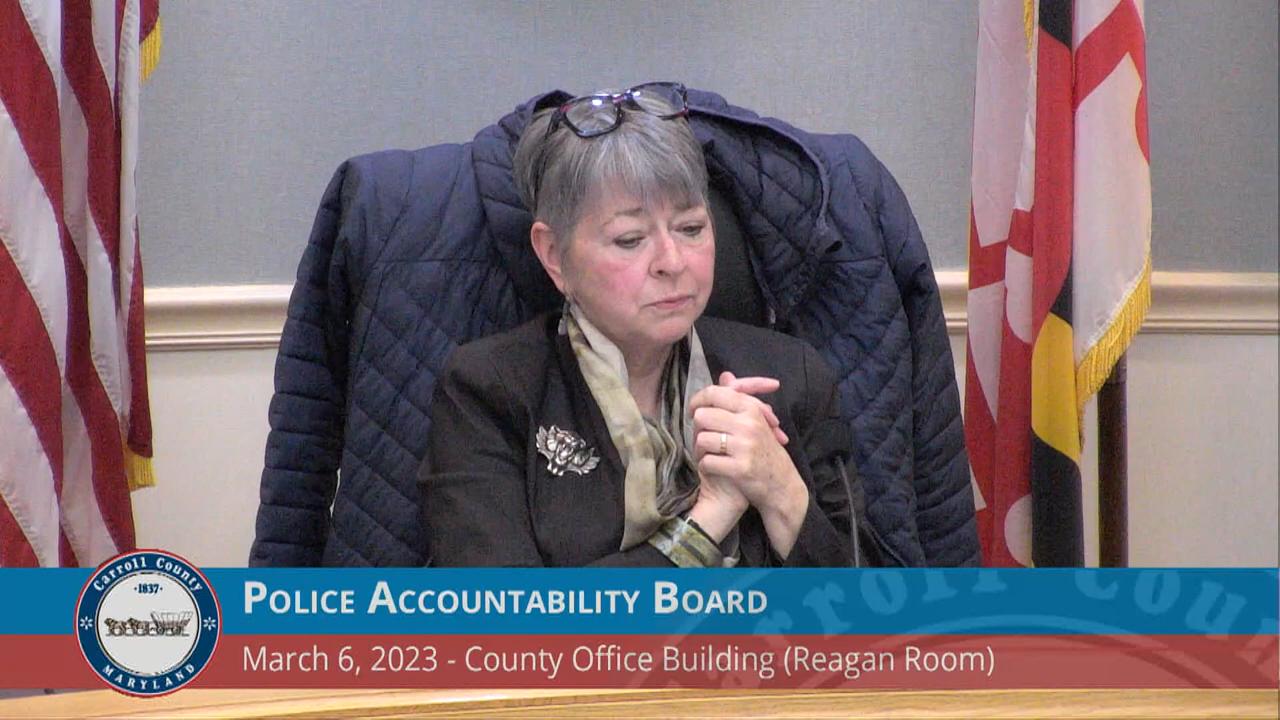 Carroll County
·1837·
MARYLAND
POLICE ACCOUNTABILITY BOARD
March 6, 2023 - County Office Building (Reagan Room)